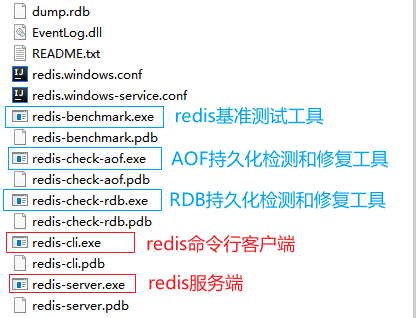 dump.rdb
EventLog.dll
README.txt
redis.windows.conf
redis.windows-service.conf
redis-benchmark.exe redis基准测试工具
redis-benchmark.pdb
redis-check-aof.exe AOF持久化检测和修复工具
redis-check-aof.pdb
redis-check-rdb.exe RDB持久化检测和修复工具
redis-check-rdb.pdb
redis-cli.exe redis命令行客户端
redis-cli.pdb
redis-server.exe redis服务端
redis-server.pdb